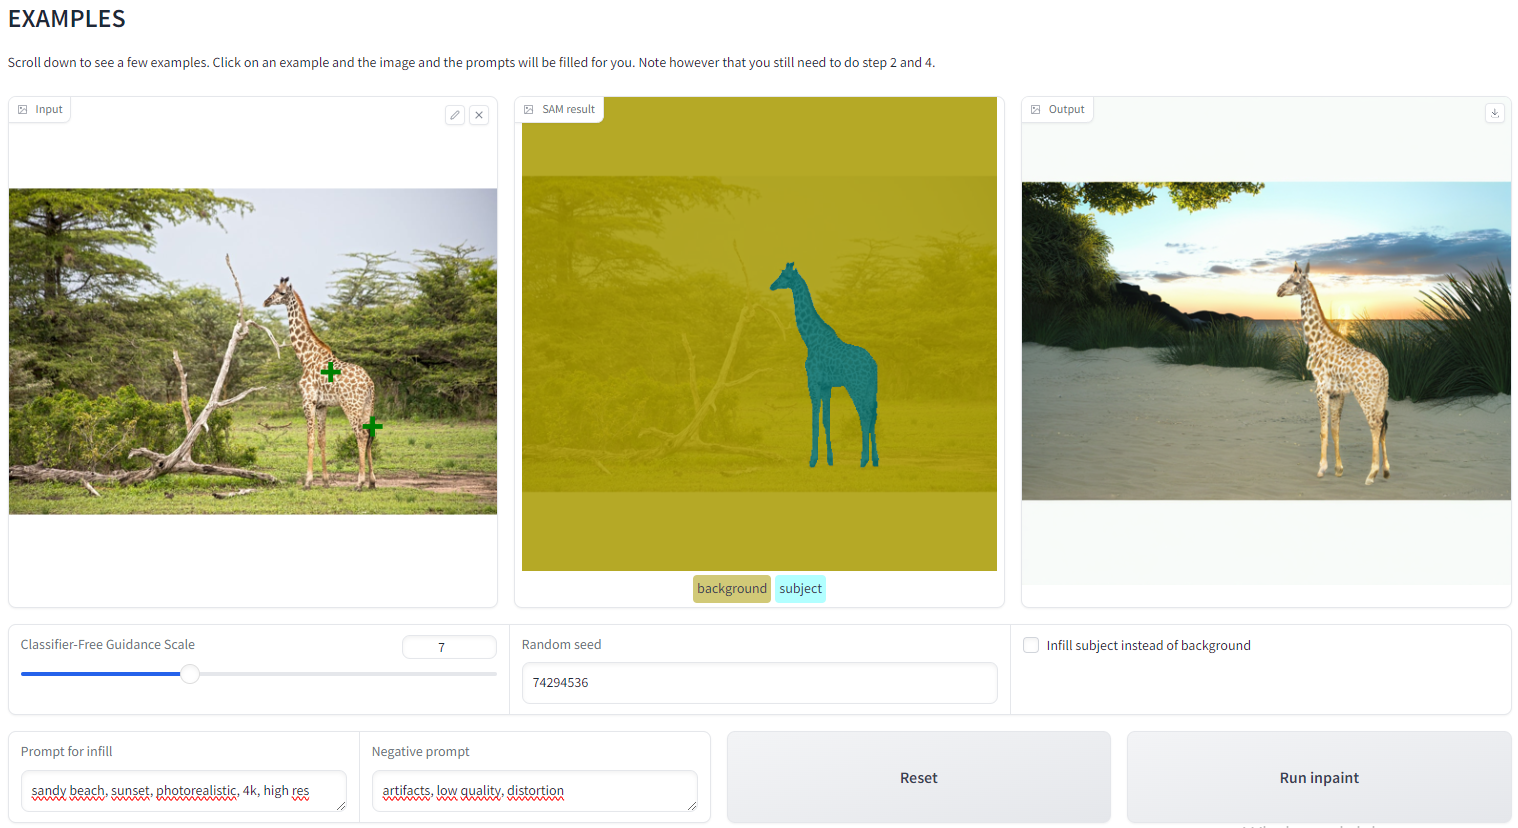 EXAMPLES
Scroll down to see a few examples. Click on an example and the image and the prompts will be filled for you. Note however that you still need to do step 2 and 4.
Input
SAM result
Output
background subject
Classifier-Free Guidance Scale
7
Random seed
74294536
Infill subject instead of background
Prompt for infill
sandy beach, sunset, photorealistic, 4k, high res
Negative prompt
artifacts, low quality, distortion
Reset
Run inpaint